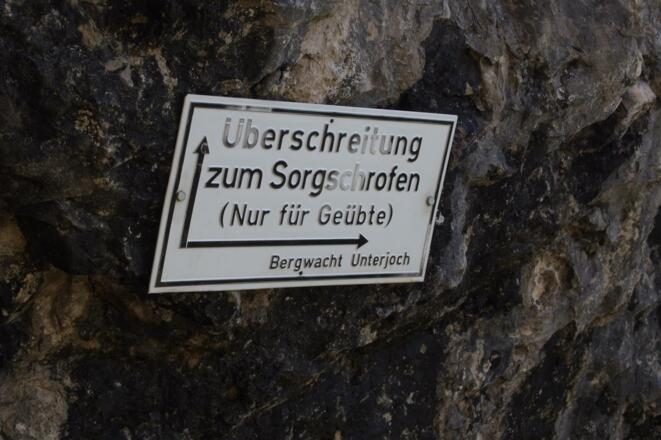 Überschreitung
zum Sorgschrofen
(Nur für Geübte)
Bergwacht Unterjoch